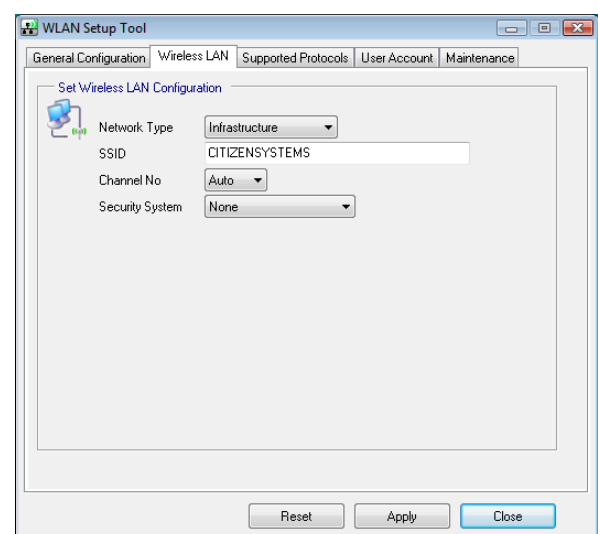 WLAN Setup Tool
General Configuration Wireless LAN Supported Protocols User Account Maintenance
Set Wireless LAN Configuration
Network Type Infrastructure
SSID CITIZENSYSTEMS
Channel No Auto
Security System None
Reset Apply Close